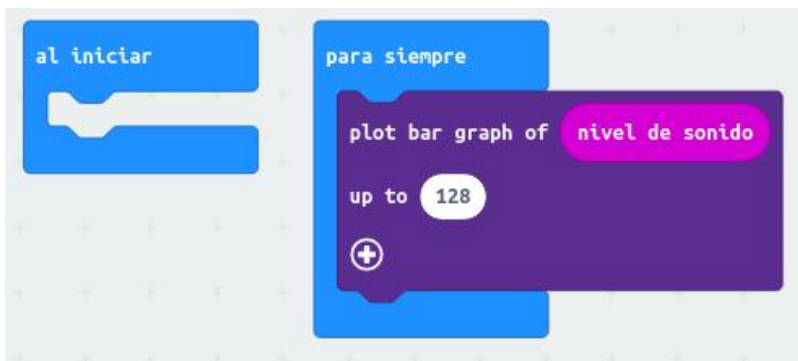 al iniciar
para siempre
plot bar graph of nivel de sonido
up to 128